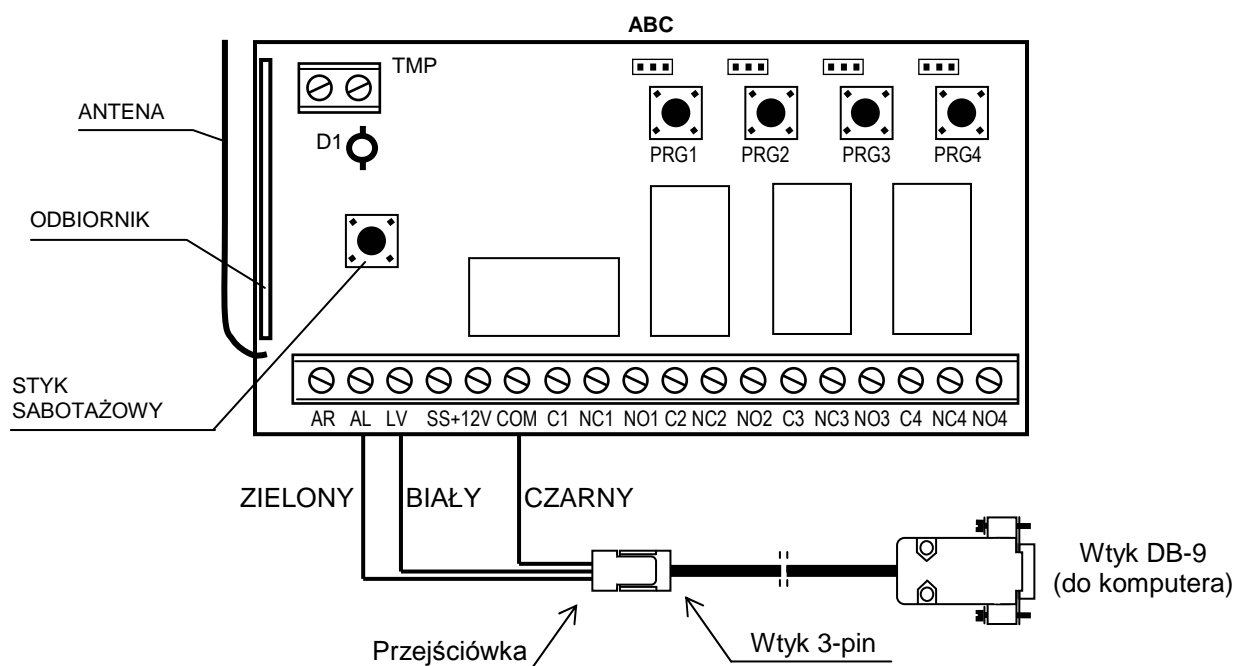 ABC
TMP
ANTENA
D1
PRG1 PRG2 PRG3 PRG4
ODBIORNIK
STYK
SABOTAŻOWY
AR AL LV SS+12V COM C1 NC1 NO1 C2 NC2 NO2 C3 NC3 NO3 C4 NC4 NO4
ZIELONY BIAŁY CZARNY
Wtyk DB-9
(do komputera)
Przejściówka
Wtyk 3-pin